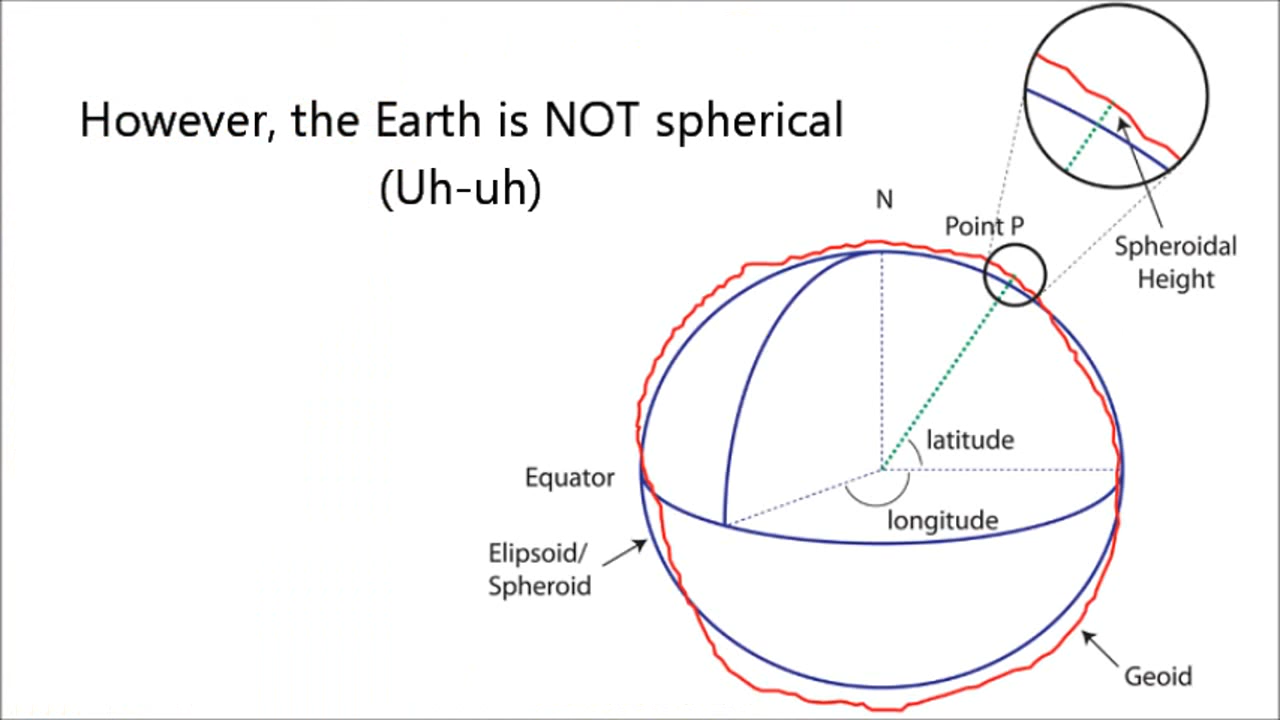 However, the Earth is NOT spherical
(Uh-uh)
N
Point P
Spheroidal
Height
latitude
Equator
longitude
Elipsoid/
Spheroid
Geoid